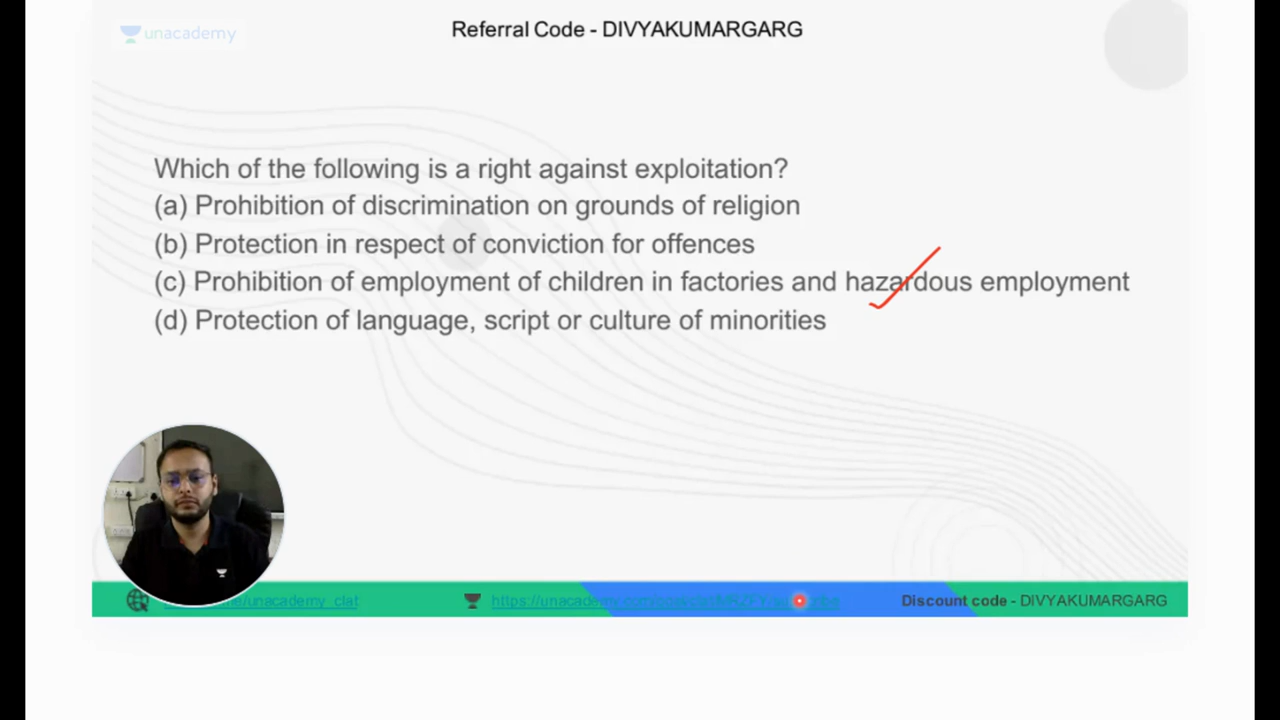 unacademy
Referral Code - DIVYAKUMARGARG
Which of the following is a right against exploitation?
(a) Prohibition of discrimination on grounds of religion
(b) Protection in respect of conviction for offences
(c) Prohibition of employment of children in factories and hazardous employment
(d) Protection of language, script or culture of minorities
/unacademy_clat
Discount code - DIVYAKUMARGARG